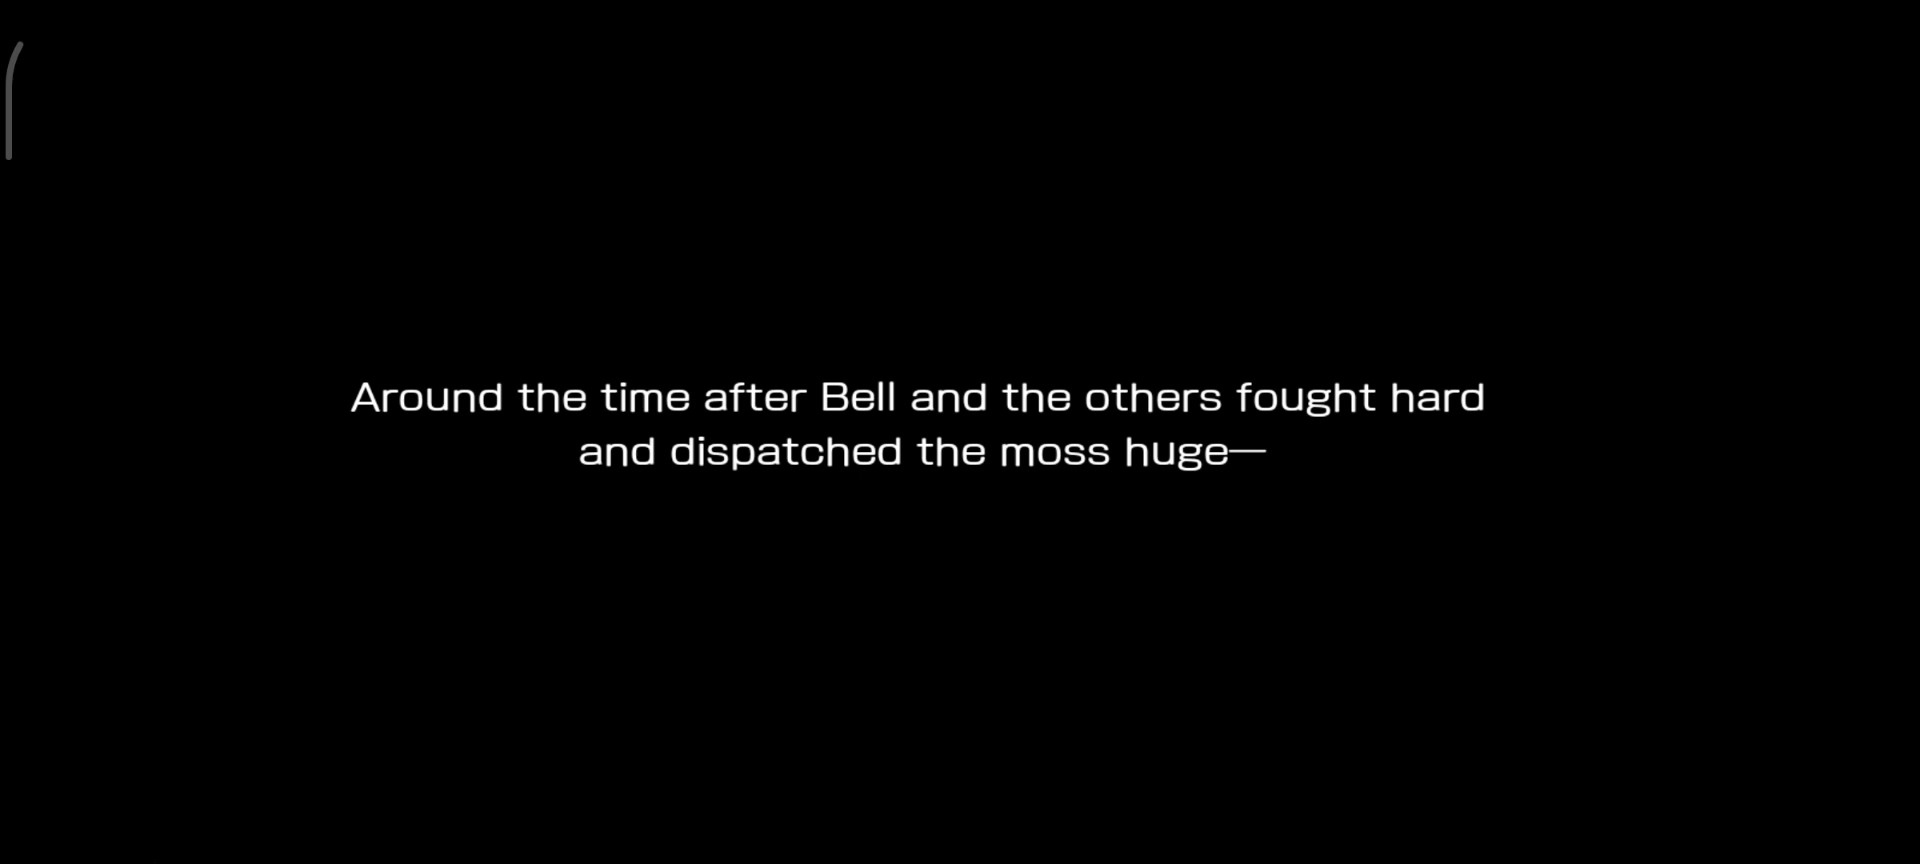 Around the time after Bell and the others fought hard
and dispatched the moss huge—